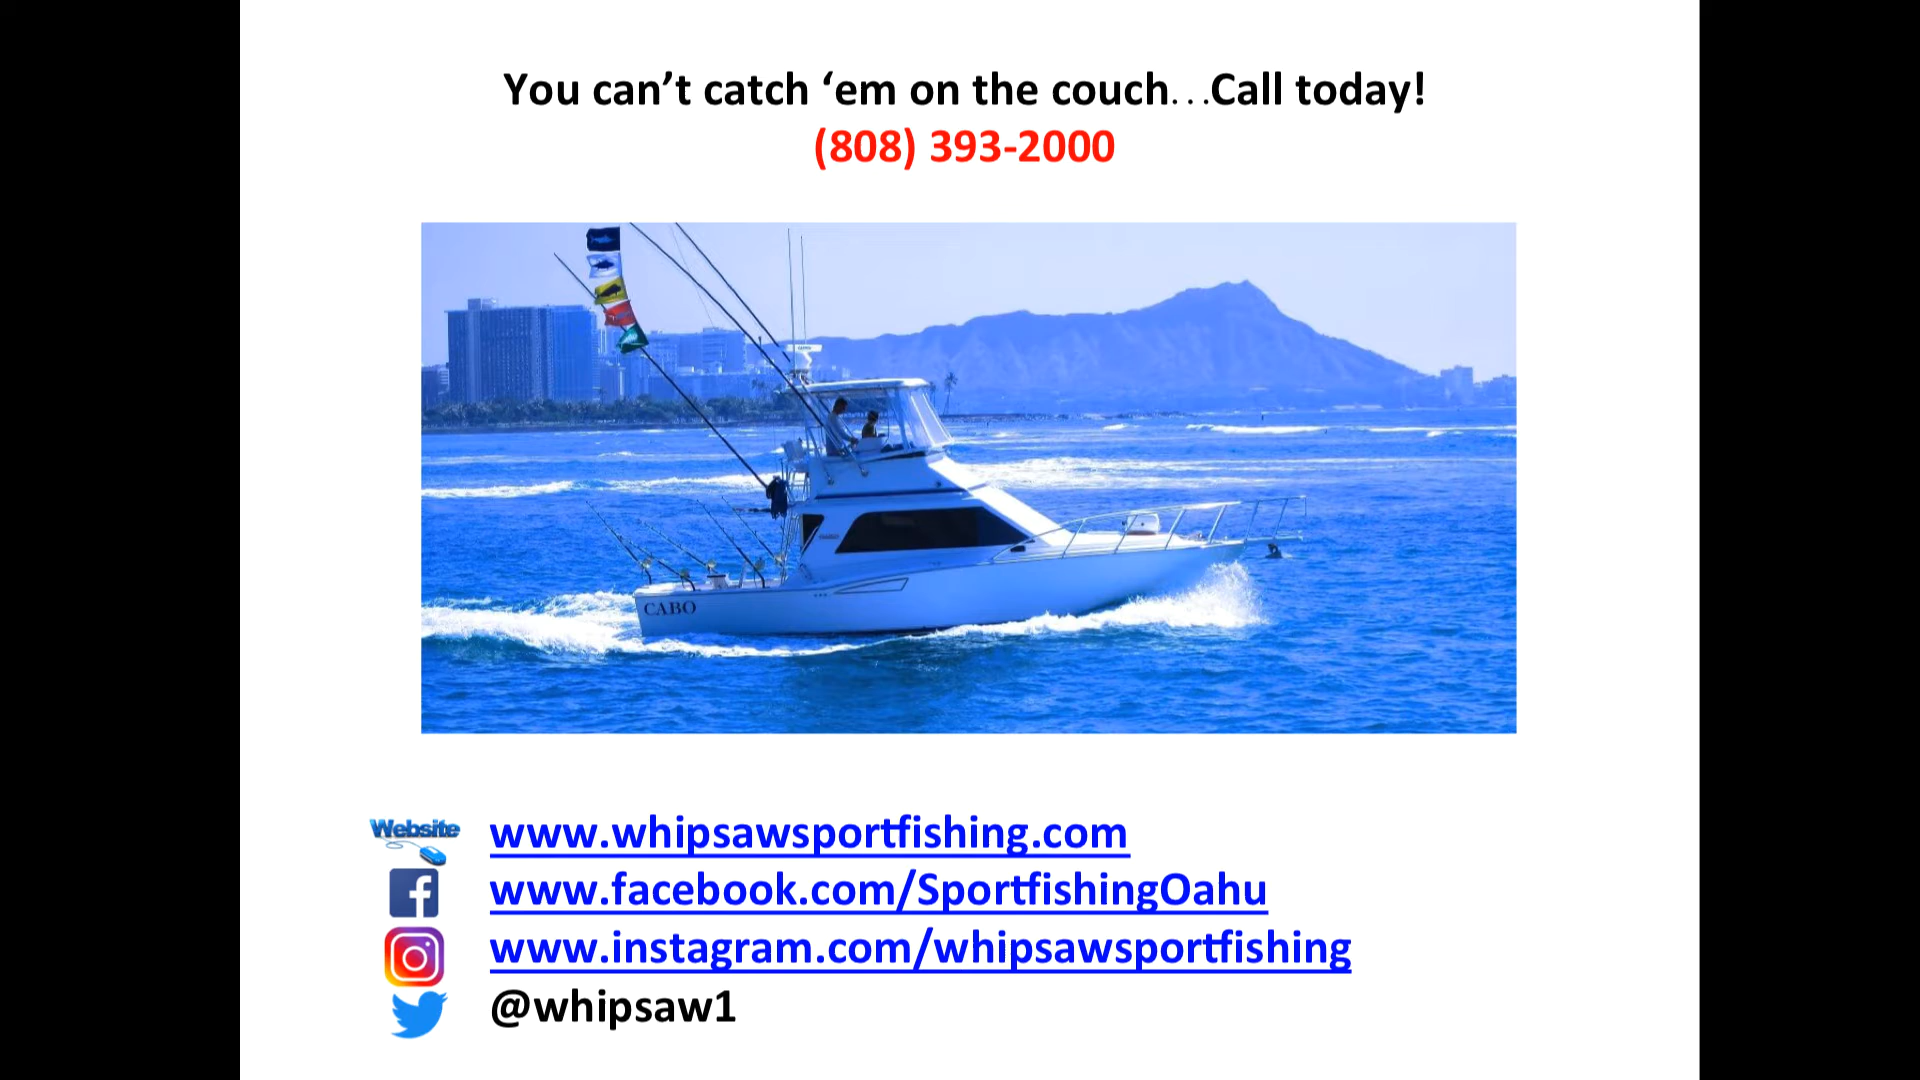 You can’t catch ‘em on the couch…Call today!
(808) 393-2000
CABO
Website
www.whipsawsportfishing.com
www.facebook.com/SportfishingOahu
www.instagram.com/whipsawsportfishing
@whipsaw1